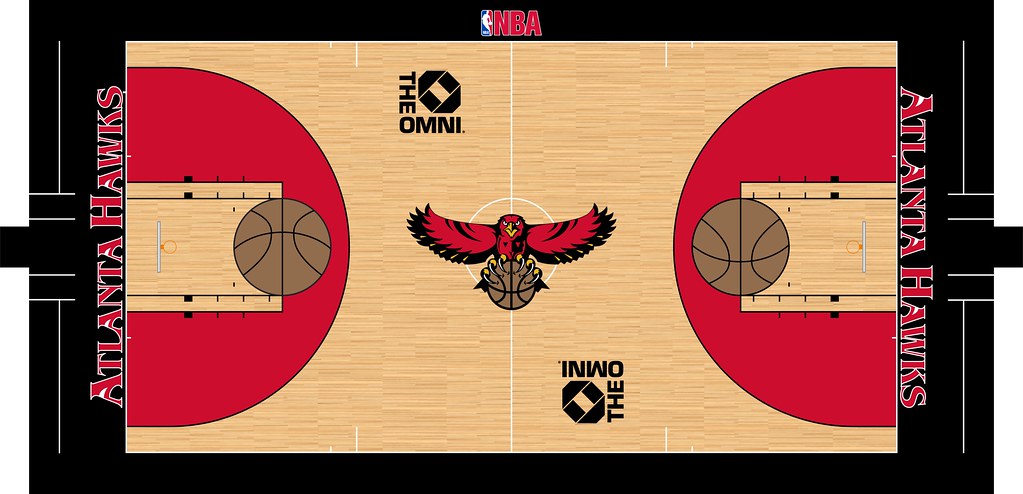 NBA
THE
OMNI.
ATLANTA HAWKS
ATLANTA HAWKS
OMNI.
THE